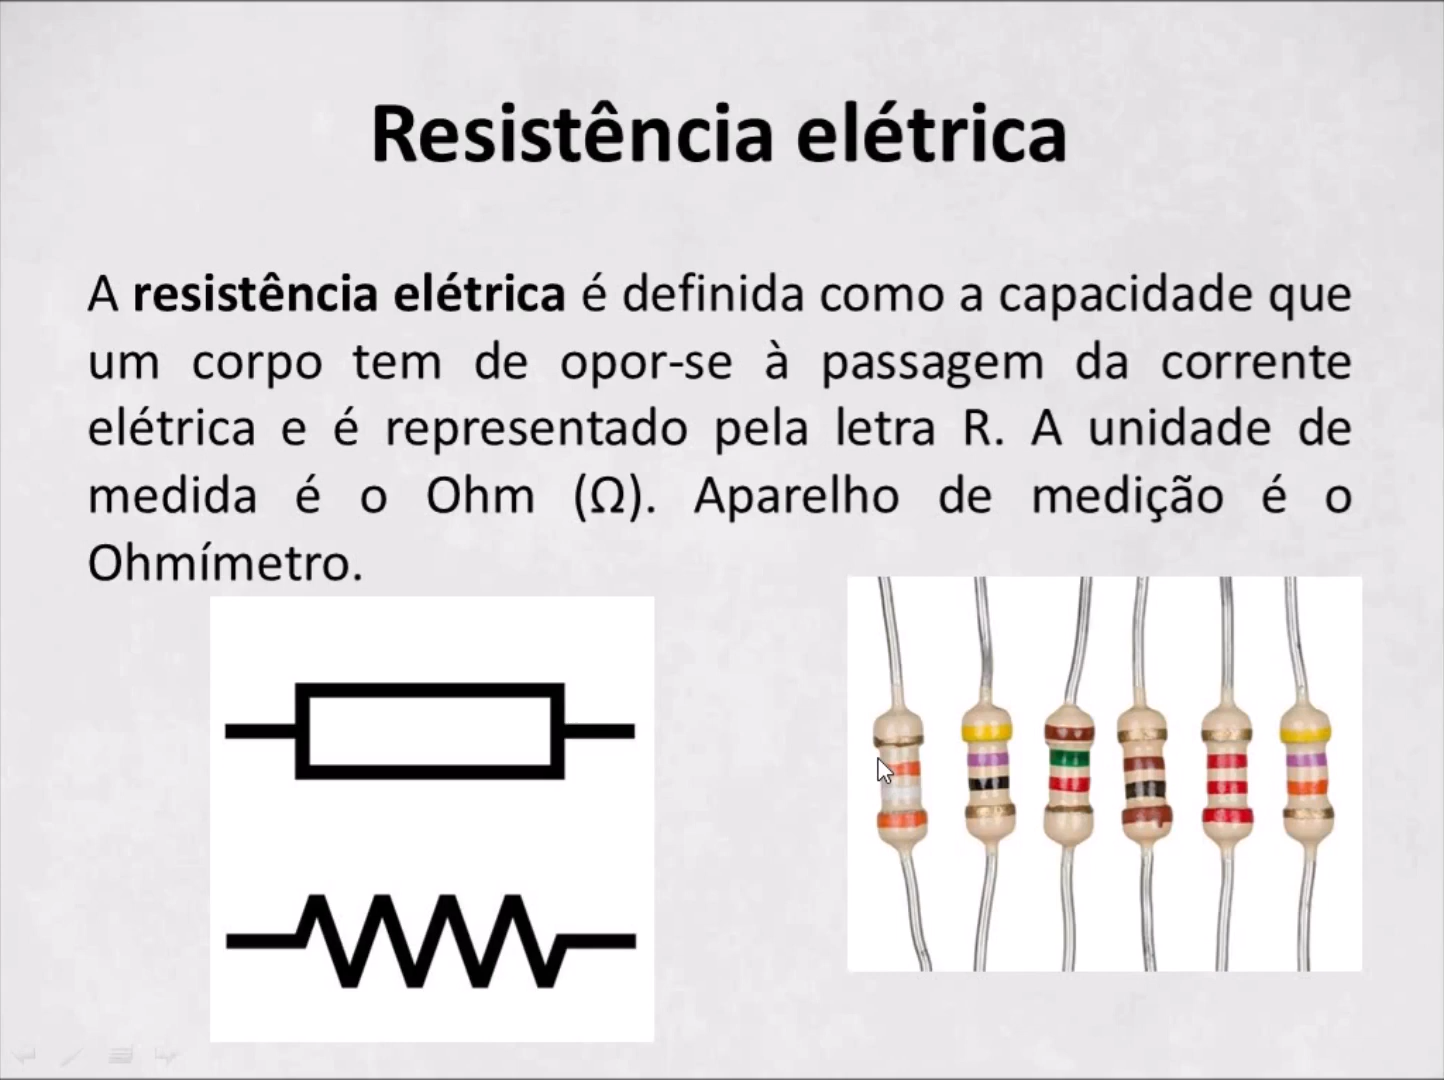 Resistência elétrica
A resistência elétrica é definida como a capacidade que
um corpo tem de opor-se à passagem da corrente
elétrica e é representado pela letra R. A unidade de
medida é o Ohm (Ω). Aparelho de medição é o
Ohmímetro.